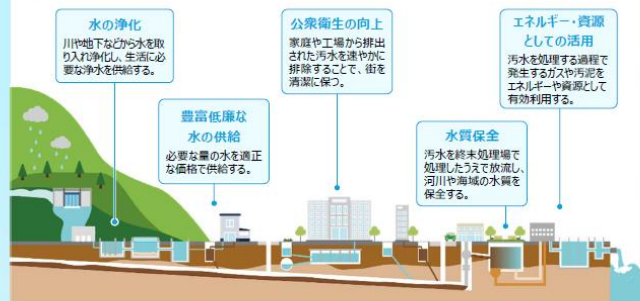 水の浄化
川や地下などから水を取
り入れ浄化し、生活に必
要な浄水を供給する。
豊富低廉な
水の供給
必要な量の水を適正
な価格で供給する。
公衆衛生の向上
家庭や工場から排出
された汚水を速やかに
排除することで、街を
清潔に保つ。
水質保全
汚水を終末処理場で
処理したうえで放流し、
河川や海域の水質を
保全する。
エネルギー・資源
としての活用
汚水を処理する過程で
発生するガスや汚泥を
エネルギーや資源として
有効利用する。